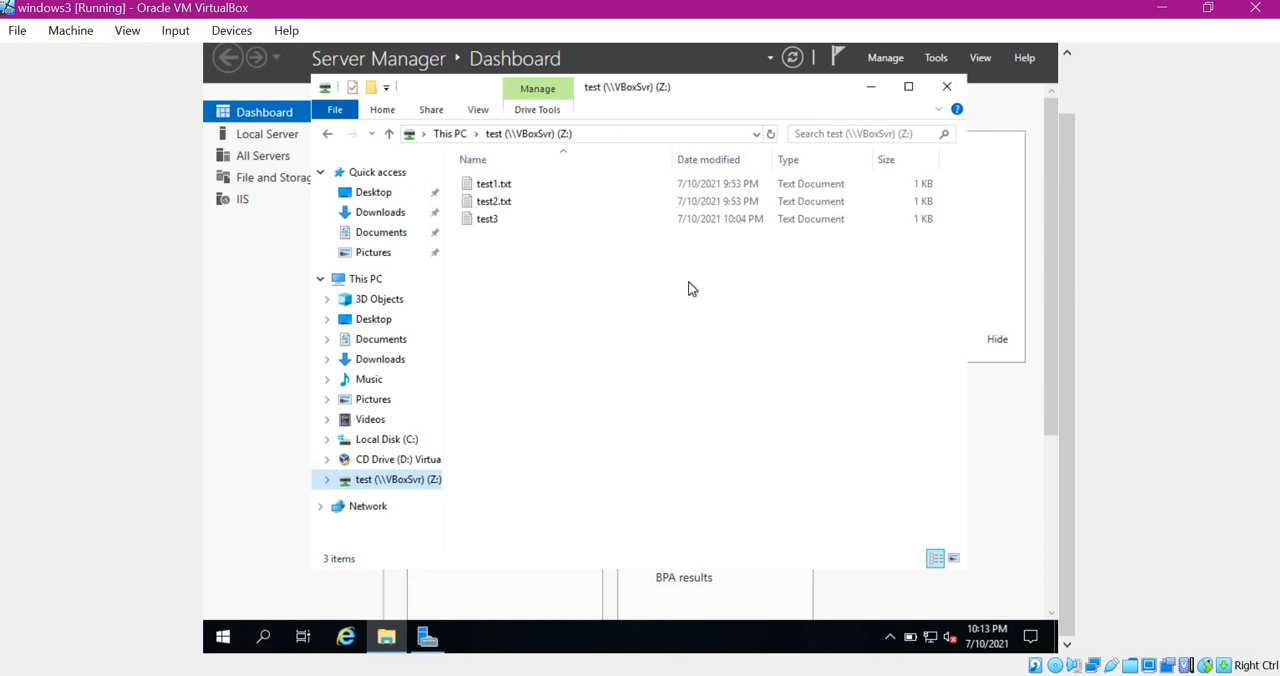 windows3 [Running] - Oracle VM VirtualBox
File Machine View Input Devices Help
Server Manager Dashboard
Manage Tools View Help
Manage
test (\\VBoxSvr) (Z:)
File Home Share View Drive Tools
This PC test (\\VBoxSvr) (Z:)
Search test (\\VBoxSvr) (Z:)
Dashboard
Local Server
All Servers
File and Storag
IIS
Quick access
Desktop
Downloads
Documents
Pictures
This PC
3D Objects
Desktop
Documents
Downloads
Music
Pictures
Videos
Local Disk (C:)
CD Drive (D:) Virtua
test (\\VBoxSvr) (Z:)
Network
Name Date modified Type Size
test1.txt 7/10/2021 9:53 PM Text Document 1 KB
test2.txt 7/10/2021 9:53 PM Text Document 1 KB
test3 7/10/2021 10:04 PM Text Document 1 KB
Hide
3 items
BPA results
10:13 PM
7/10/2021
Right Ctrl